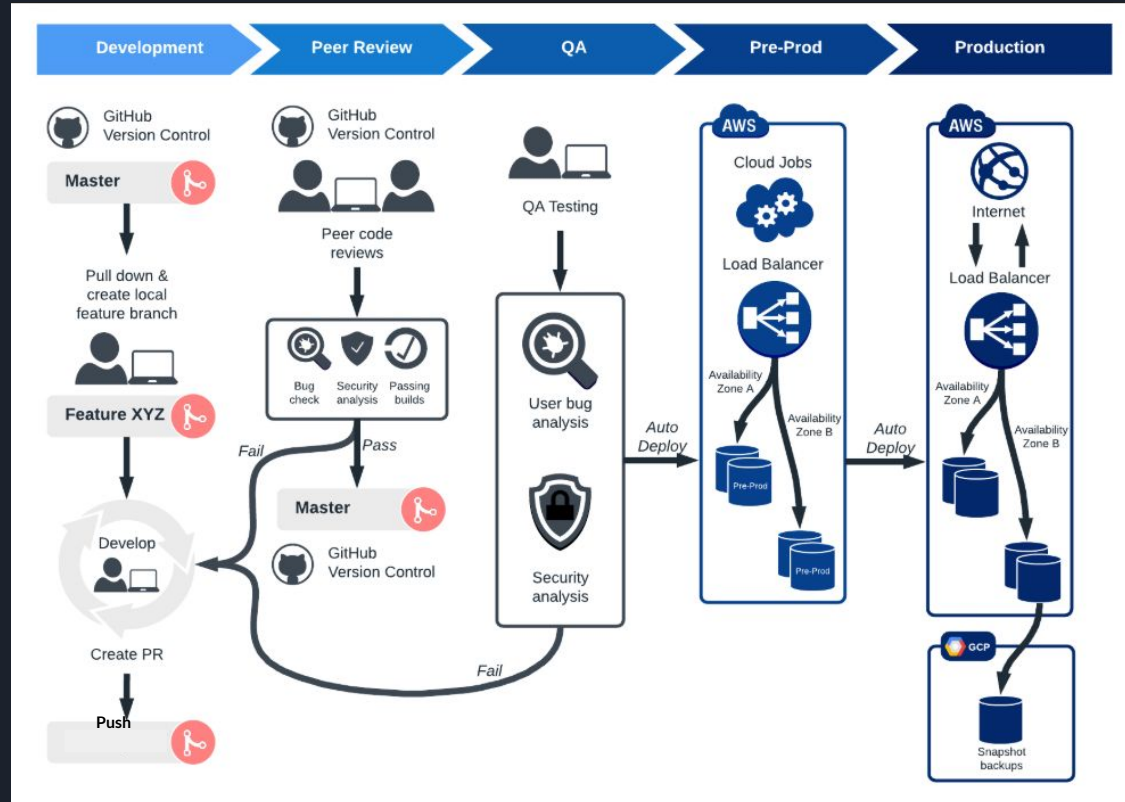 Development
Peer Review
QA
Pre-Prod
Production
GitHub
Version Control
Master
Pull down &
create local
feature branch
Feature XYZ
Develop
Create PR
Push
GitHub
Version Control
Peer code
reviews
Bug
check
Security
analysis
Passing
builds
Fail
Pass
Master
GitHub
Version Control
QA Testing
User bug
analysis
Security
analysis
Fail
Auto
Deploy
AWS
Cloud Jobs
Load Balancer
Availability
Zone A
Availability
Zone B
Pre-Prod
Pre-Prod
Auto
Deploy
AWS
Internet
Load Balancer
Availability
Zone A
Availability
Zone B
GCP
Snapshot
backups